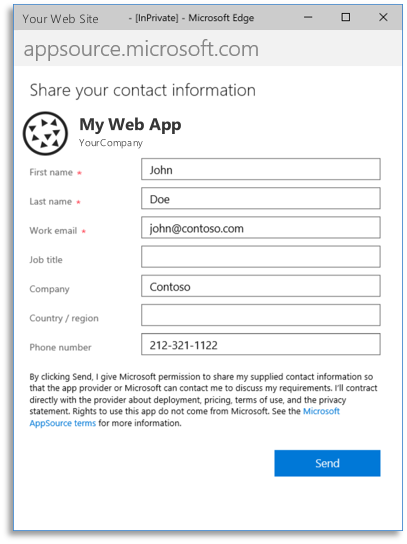 Your Web Site - [InPrivate] - Microsoft Edge
appsource.microsoft.com
Share your contact information
My Web App
YourCompany
First name * John
Last name * Doe
Work email * john@contoso.com
Job title
Company Contoso
Country / region
Phone number 212-321-1122
By clicking Send, I give Microsoft permission to share my supplied contact information so
that the app provider or Microsoft can contact me to discuss my requirements. I'll contract
directly with the provider about deployment, pricing, terms of use, and the privacy
statement. Rights to use this app do not come from Microsoft. See the Microsoft
AppSource terms for more information.
Send